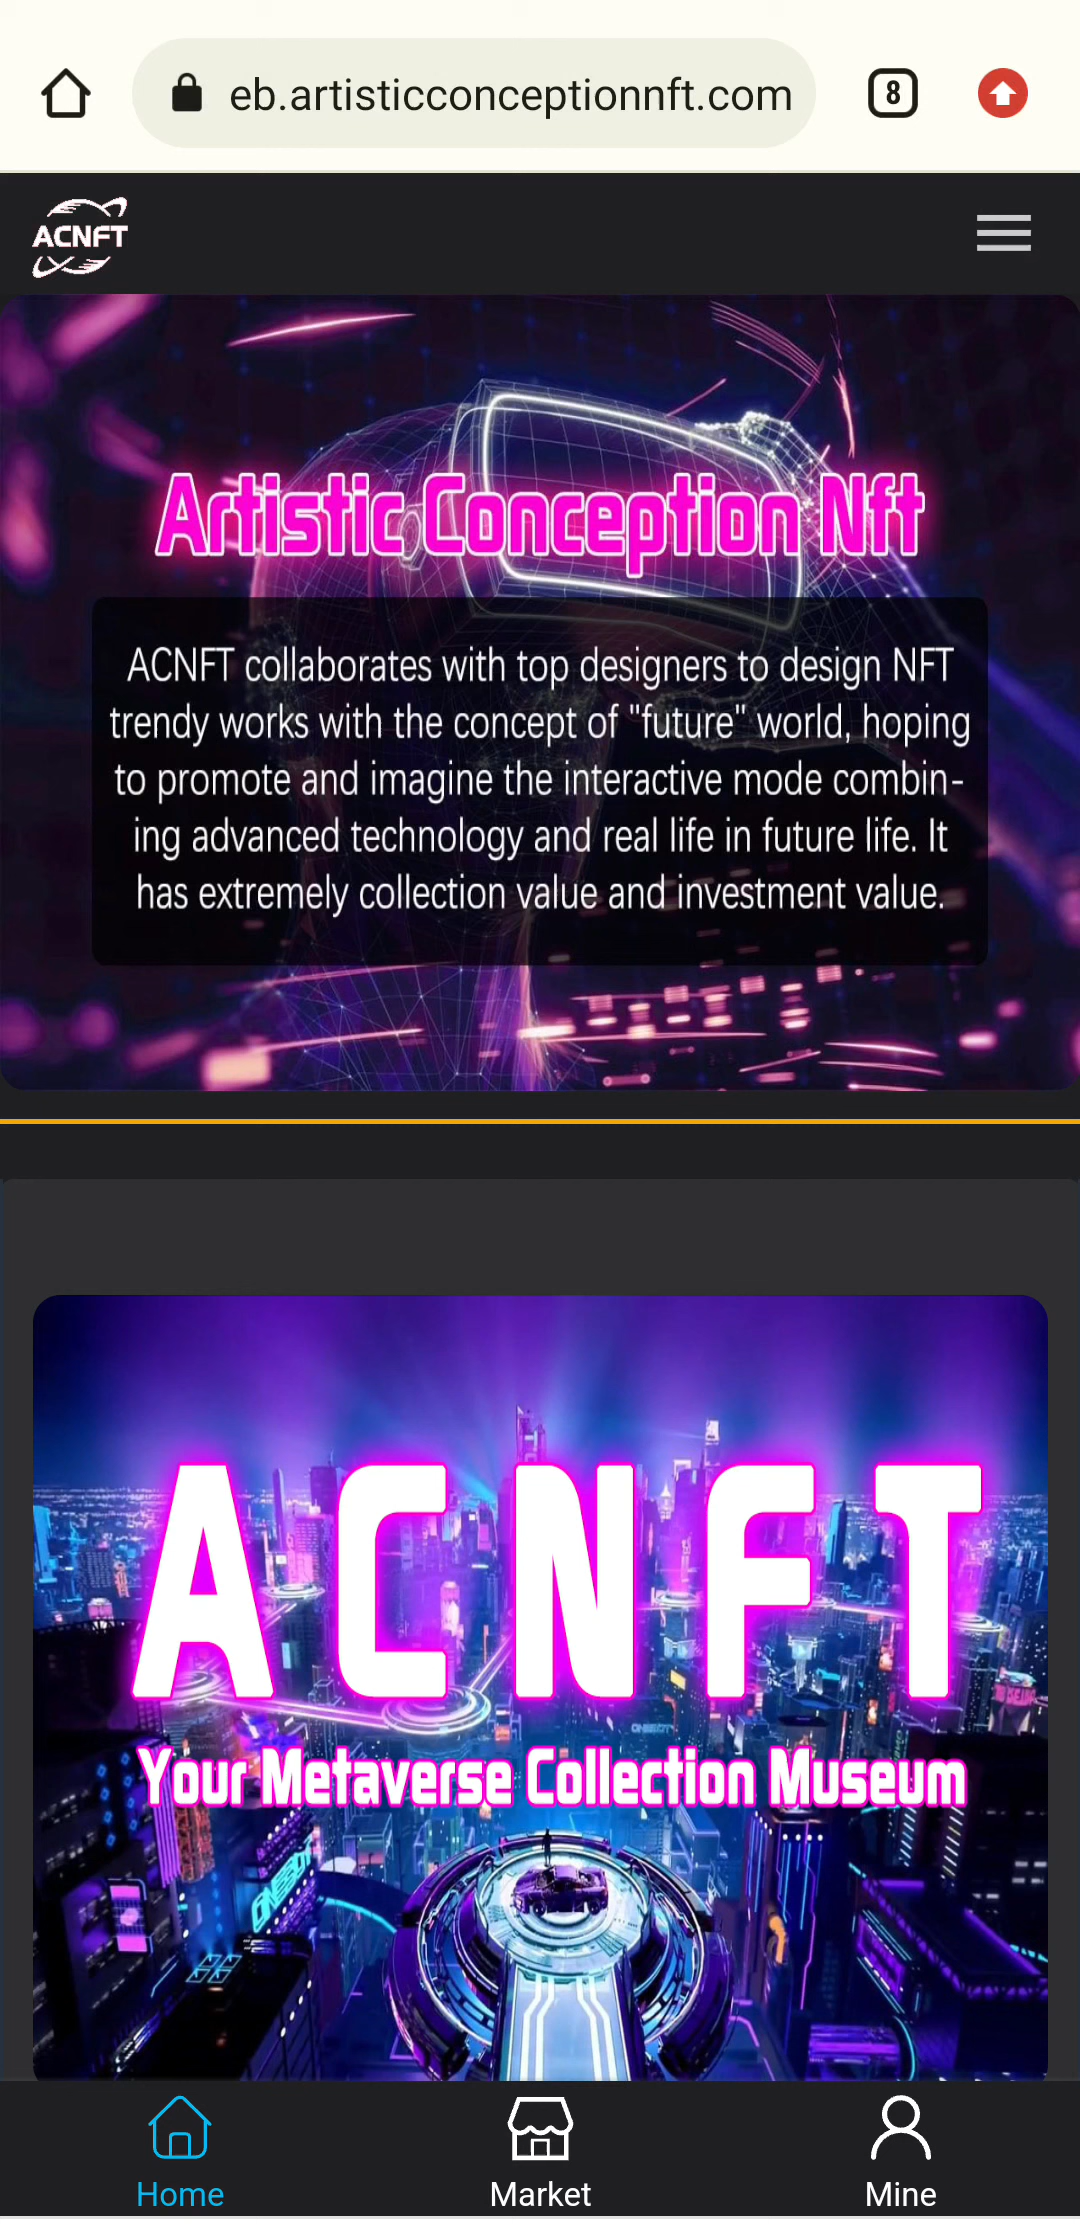 eb.artisticconceptionnft.com
8
ACNFT
Artistic Conception Nft
ACNFT collaborates with top designers to design NFT
trendy works with the concept of "future" world, hoping
to promote and imagine the interactive mode combin-
ing advanced technology and real life in future life. It
has extremely collection value and investment value.
ACNFT
Your Metaverse Collection Museum
Home
Market
Mine